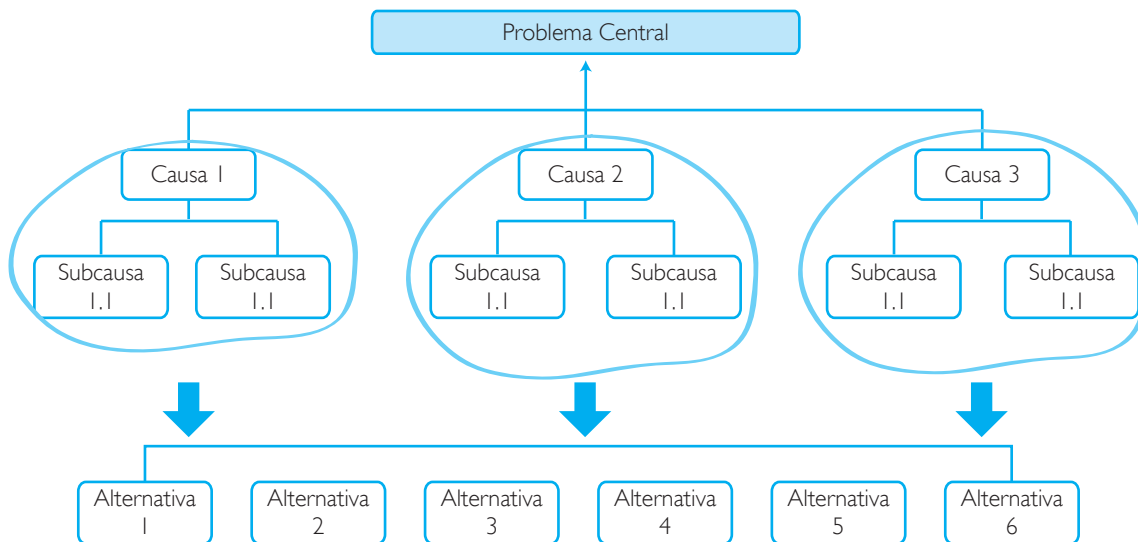 Problema Central
Causa 1
Causa 2
Causa 3
Subcausa
1.1
Subcausa
1.1
Subcausa
1.1
Subcausa
1.1
Subcausa
1.1
Subcausa
1.1
Alternativa
1
Alternativa
2
Alternativa
3
Alternativa
4
Alternativa
5
Alternativa
6